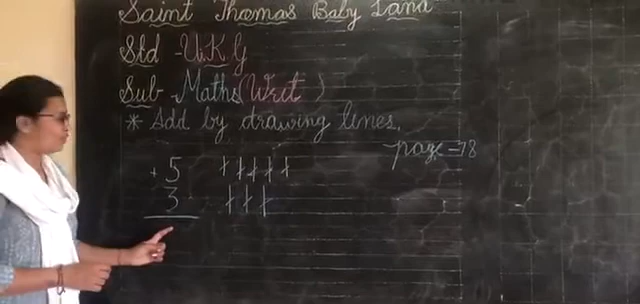 Saint Thomas Baby Land
Std - U.K.G
Sub - Maths (Writ )
* Add by drawing lines.
page - 78
+ 5
3